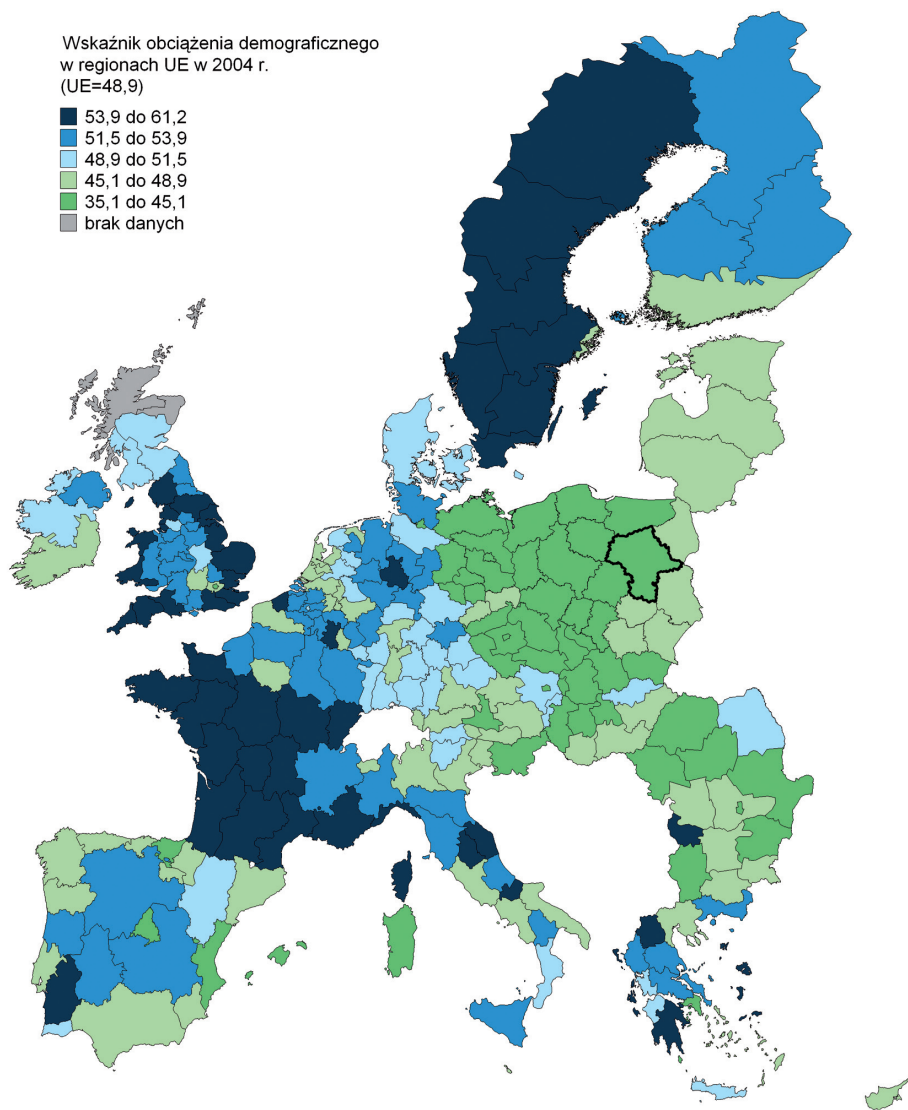 Wskaźnik obciążenia demograficznego
w regionach UE w 2004 r.
(UE=48,9)
53,9 do 61,2
51,5 do 53,9
48,9 do 51,5
45,1 do 48,9
35,1 do 45,1
brak danych